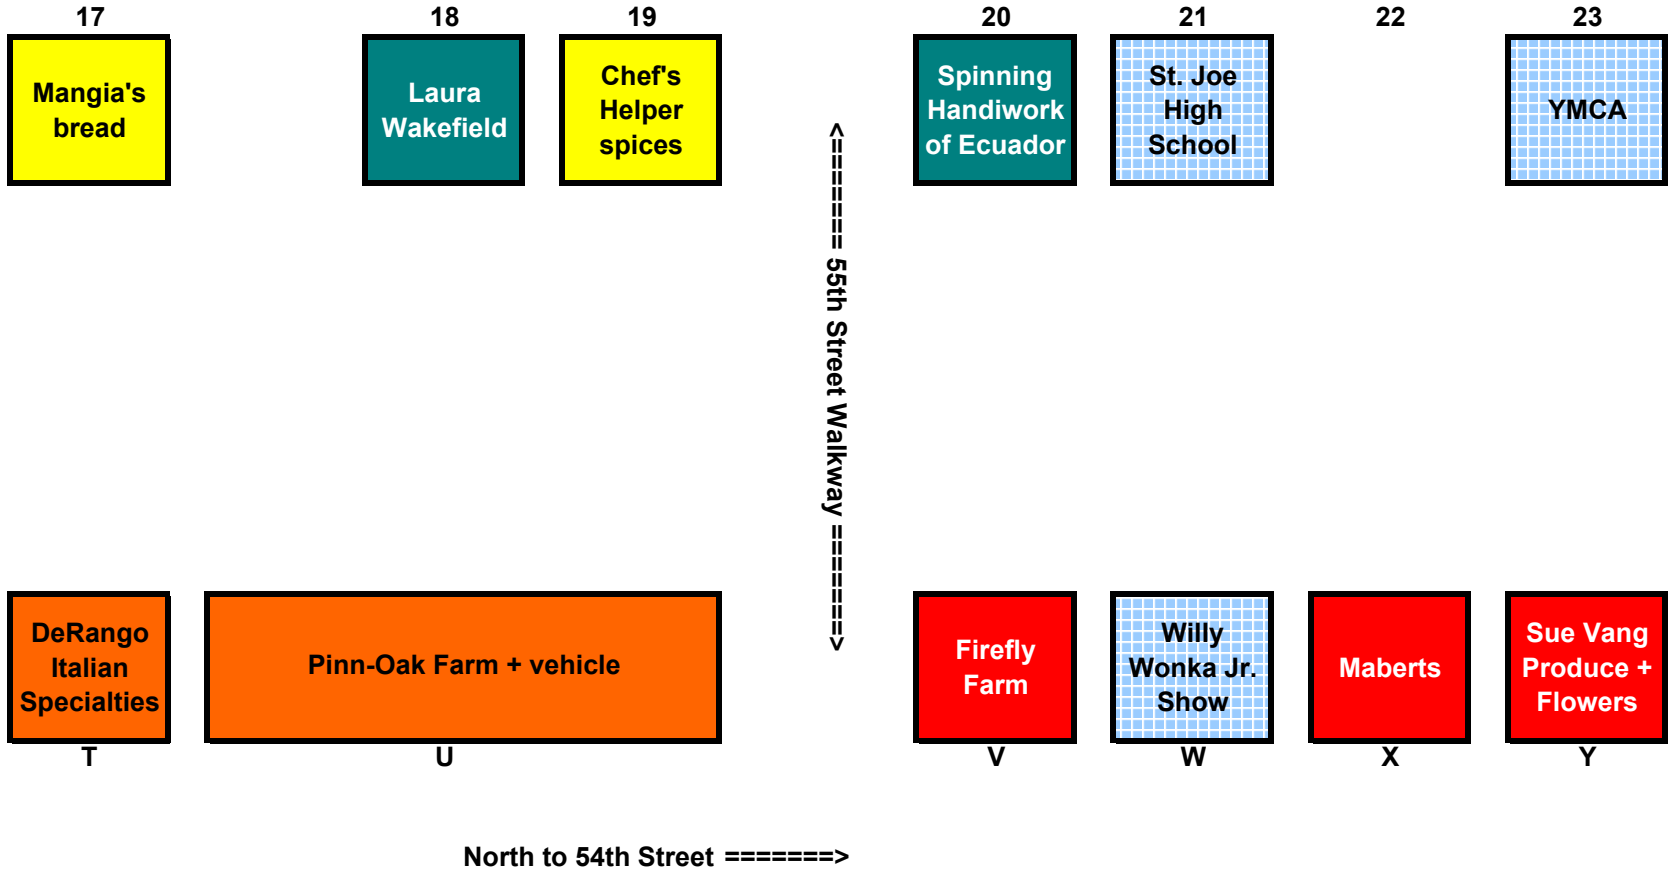 17 18 19 20 21 22 23
Mangia's
bread
Laura
Wakefield
Chef's
Helper
spices
Spinning
Handiwork
of Ecuador
St. Joe
High
School
YMCA
<======= 55th Street Walkway =======>
DeRango
Italian
Specialties
Pinn-Oak Farm + vehicle
Firefly
Farm
Willy
Wonka Jr.
Show
Maberts
Sue Vang
Produce +
Flowers
T U V W X Y
North to 54th Street =======>